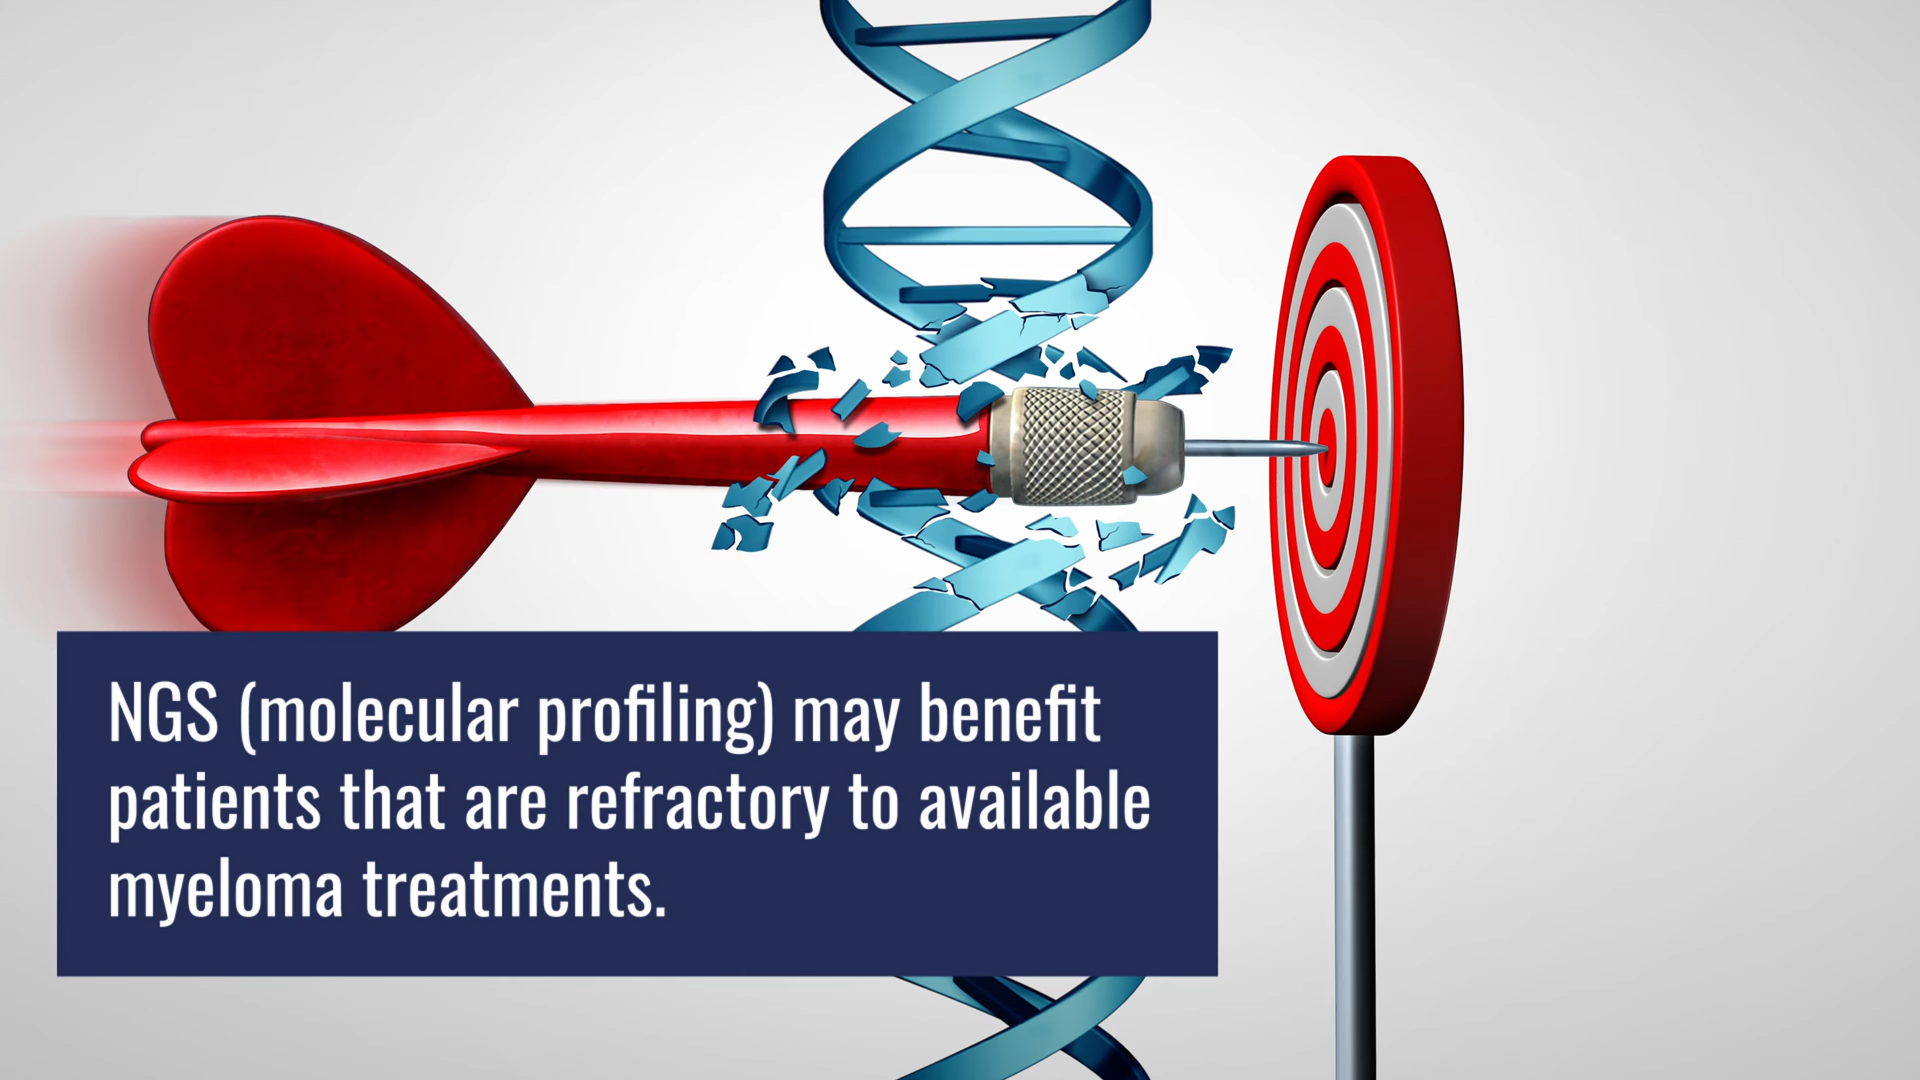 NGS (molecular profiling) may benefit
patients that are refractory to available
myeloma treatments.